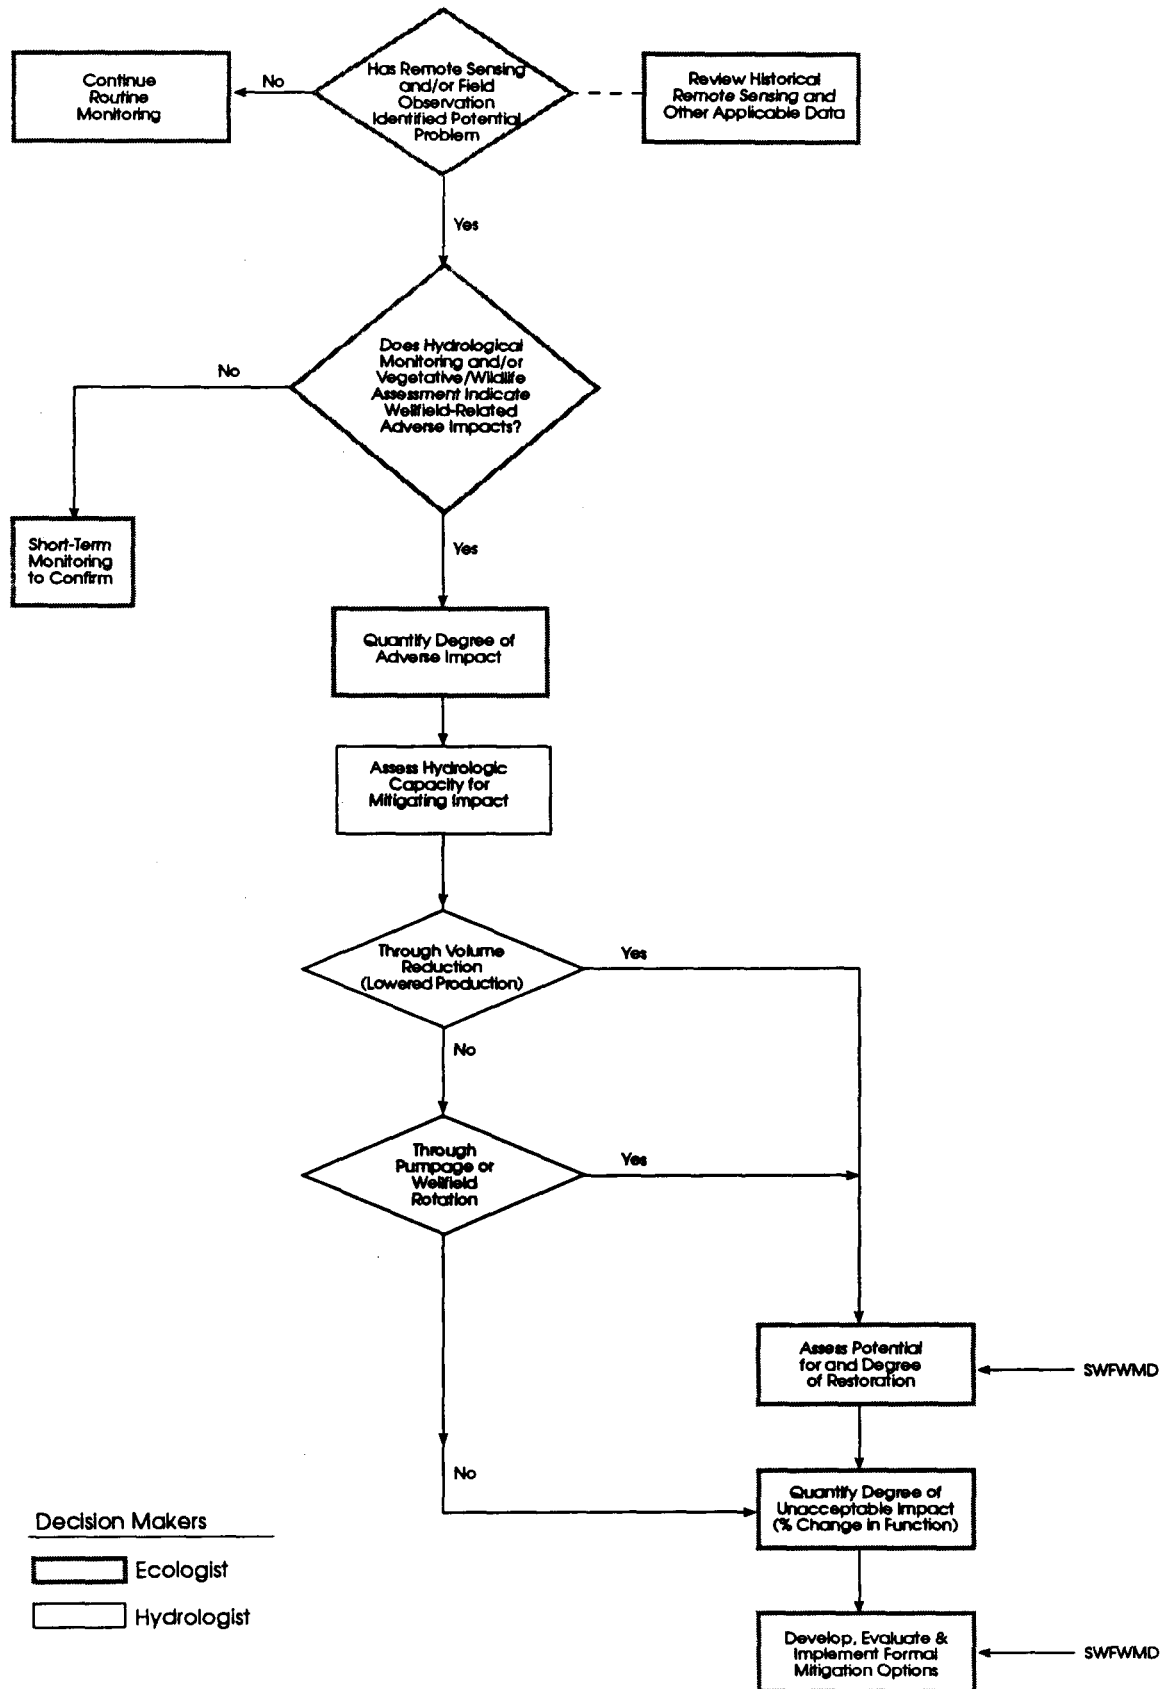 Has Remote Sensing
and/or Field
Observation
Identified Potential
Problem
No
Continue
Routine
Monitoring
Review Historical
Remote Sensing and
Other Applicable Data
Yes
Does Hydrological
Monitoring and/or
Vegetative/Wildlife
Assessment Indicate
Wellfield-Related
Adverse Impacts?
No
Short-Term
Monitoring
to Confirm
Yes
Quantify Degree of
Adverse Impact
Assess Hydrologic
Capacity for
Mitigating Impact
Through Volume
Reduction
(Lowered Production)
Yes
No
Through
Pumpage or
Wellfield
Rotation
Yes
Assess Potential
for and Degree
of Restoration
SWFWMD
No
Quantify Degree of
Unacceptable Impact
(% Change in Function)
Develop, Evaluate &
Implement Formal
Mitigation Options
SWFWMD
Decision Makers
Ecologist
Hydrologist